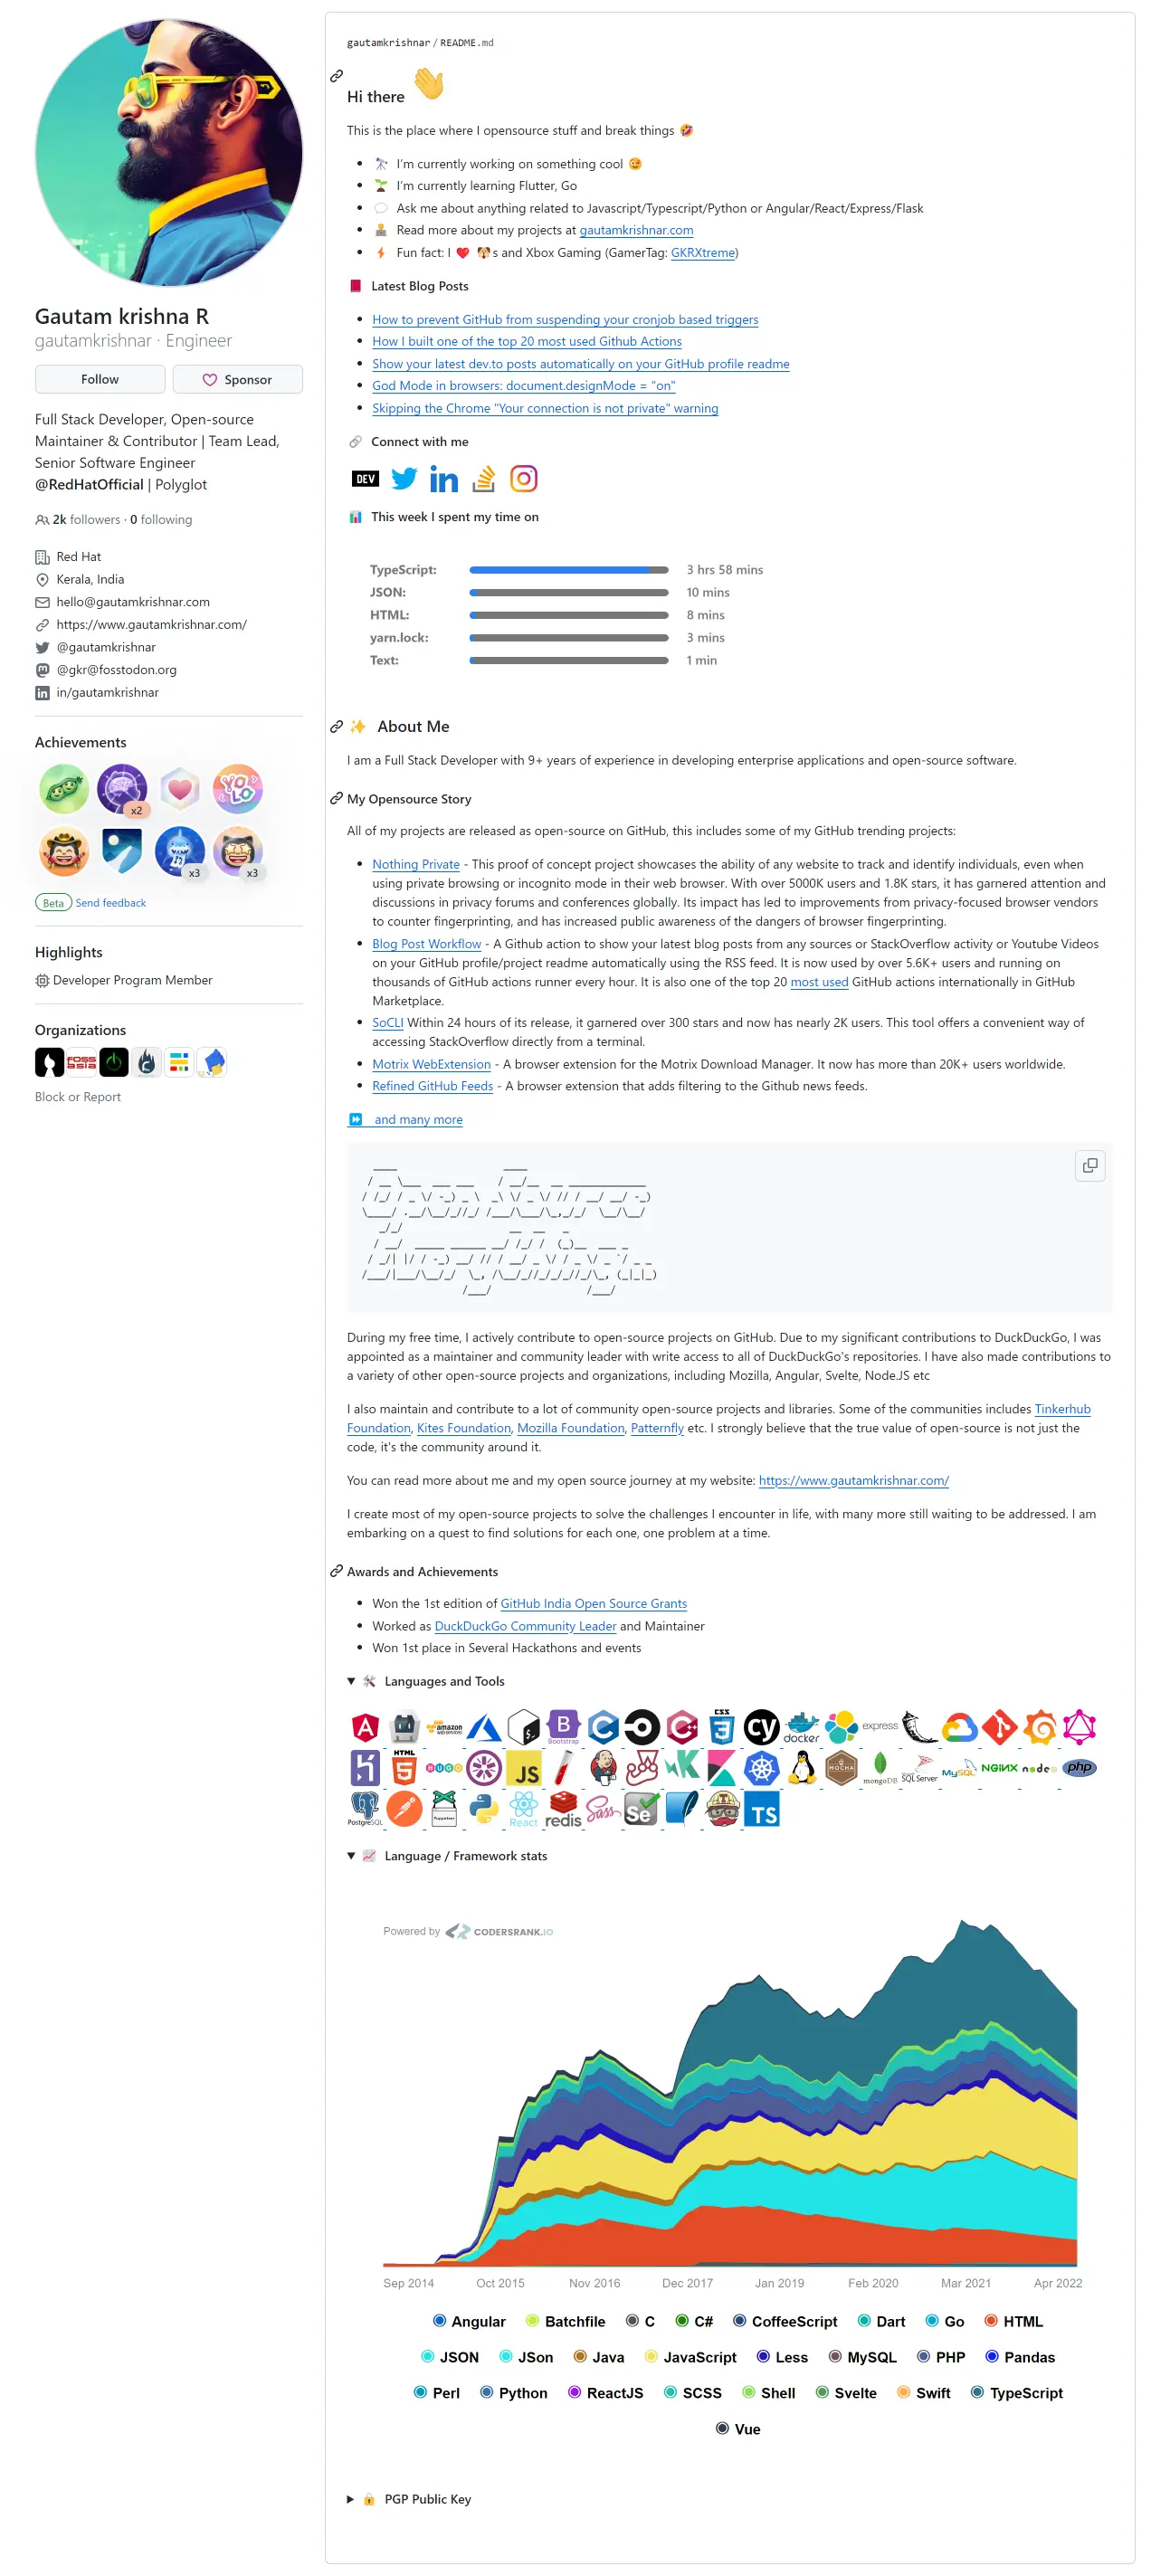 Gautam krishna R
gautamkrishnar · Engineer
Follow
Sponsor
Full Stack Developer, Open-source
Maintainer & Contributor | Team Lead,
Senior Software Engineer
@RedHatOfficial | Polyglot
2k followers · 0 following
Red Hat
Kerala, India
hello@gautamkrishnar.com
https://www.gautamkrishnar.com/
@gautamkrishnar
@gkr@fosstodon.org
in/gautamkrishnar
Achievements
x2
YOLO
x3
x3
Beta Send feedback
Highlights
Developer Program Member
Organizations
FOSS
ASIA
Block or Report
gautamkrishnar / README.md
Hi there
This is the place where I opensource stuff and break things
I'm currently working on something cool
I'm currently learning Flutter, Go
Ask me about anything related to Javascript/Typescript/Python or Angular/React/Express/Flask
Read more about my projects at gautamkrishnar.com
Fun fact: I ❤️ 🐶s and Xbox Gaming (GamerTag: GKRXtreme)
Latest Blog Posts
How to prevent GitHub from suspending your cronjob based triggers
How I built one of the top 20 most used Github Actions
Show your latest dev.to posts automatically on your GitHub profile readme
God Mode in browsers: document.designMode = "on"
Skipping the Chrome "Your connection is not private" warning
Connect with me
DEV
in
This week I spent my time on
TypeScript: 3 hrs 58 mins
JSON: 10 mins
HTML: 8 mins
yarn.lock: 3 mins
Text: 1 min
About Me
I am a Full Stack Developer with 9+ years of experience in developing enterprise applications and open-source software.
My Opensource Story
All of my projects are released as open-source on GitHub, this includes some of my GitHub trending projects:
Nothing Private - This proof of concept project showcases the ability of any website to track and identify individuals, even when
using private browsing or incognito mode in their web browser. With over 5000K users and 1.8K stars, it has garnered attention and
discussions in privacy forums and conferences globally. Its impact has led to improvements from privacy-focused browser vendors
to counter fingerprinting, and has increased public awareness of the dangers of browser fingerprinting.
Blog Post Workflow - A Github action to show your latest blog posts from any sources or StackOverflow activity or Youtube Videos
on your GitHub profile/project readme automatically using the RSS feed. It is now used by over 5.6K+ users and running on
thousands of GitHub actions runner every hour. It is also one of the top 20 most used GitHub actions internationally in GitHub
Marketplace.
SoCLI Within 24 hours of its release, it garnered over 300 stars and now has nearly 2K users. This tool offers a convenient way of
accessing StackOverflow directly from a terminal.
Motrix WebExtension - A browser extension for the Motrix Download Manager. It now has more than 20K+ users worldwide.
Refined GitHub Feeds - A browser extension that adds filtering to the Github news feeds.
and many more
During my free time, I actively contribute to open-source projects on GitHub. Due to my significant contributions to DuckDuckGo, I was
appointed as a maintainer and community leader with write access to all of DuckDuckGo's repositories. I have also made contributions to
a variety of other open-source projects and organizations, including Mozilla, Angular, Svelte, Node.JS etc
I also maintain and contribute to a lot of community open-source projects and libraries. Some of the communities includes Tinkerhub
Foundation, Kites Foundation, Mozilla Foundation, Patternfly etc. I strongly believe that the true value of open-source is not just the
code, it's the community around it.
You can read more about me and my open source journey at my website: https://www.gautamkrishnar.com/
I create most of my open-source projects to solve the challenges I encounter in life, with many more still waiting to be addressed. I am
embarking on a quest to find solutions for each one, one problem at a time.
Awards and Achievements
Won the 1st edition of GitHub India Open Source Grants
Worked as DuckDuckGo Community Leader and Maintainer
Won 1st place in Several Hackathons and events
Languages and Tools
A amazon webservices B Bootstrap C C CSS 3 cy docker express
HTML 5 HUGO JS MOCHA mongoDB SQL Server MySQL NGINX node php
PostgreSQL Puppeteer React redis Sass Se TS
Language / Framework stats
Powered by CODERSRANK.IO
Sep 2014 Oct 2015 Nov 2016 Dec 2017 Jan 2019 Feb 2020 Mar 2021 Apr 2022
Angular Batchfile C C# CoffeeScript Dart Go HTML
JSON JSon Java JavaScript Less MySQL PHP Pandas
Perl Python ReactJS SCSS Shell Svelte Swift TypeScript
Vue
PGP Public Key